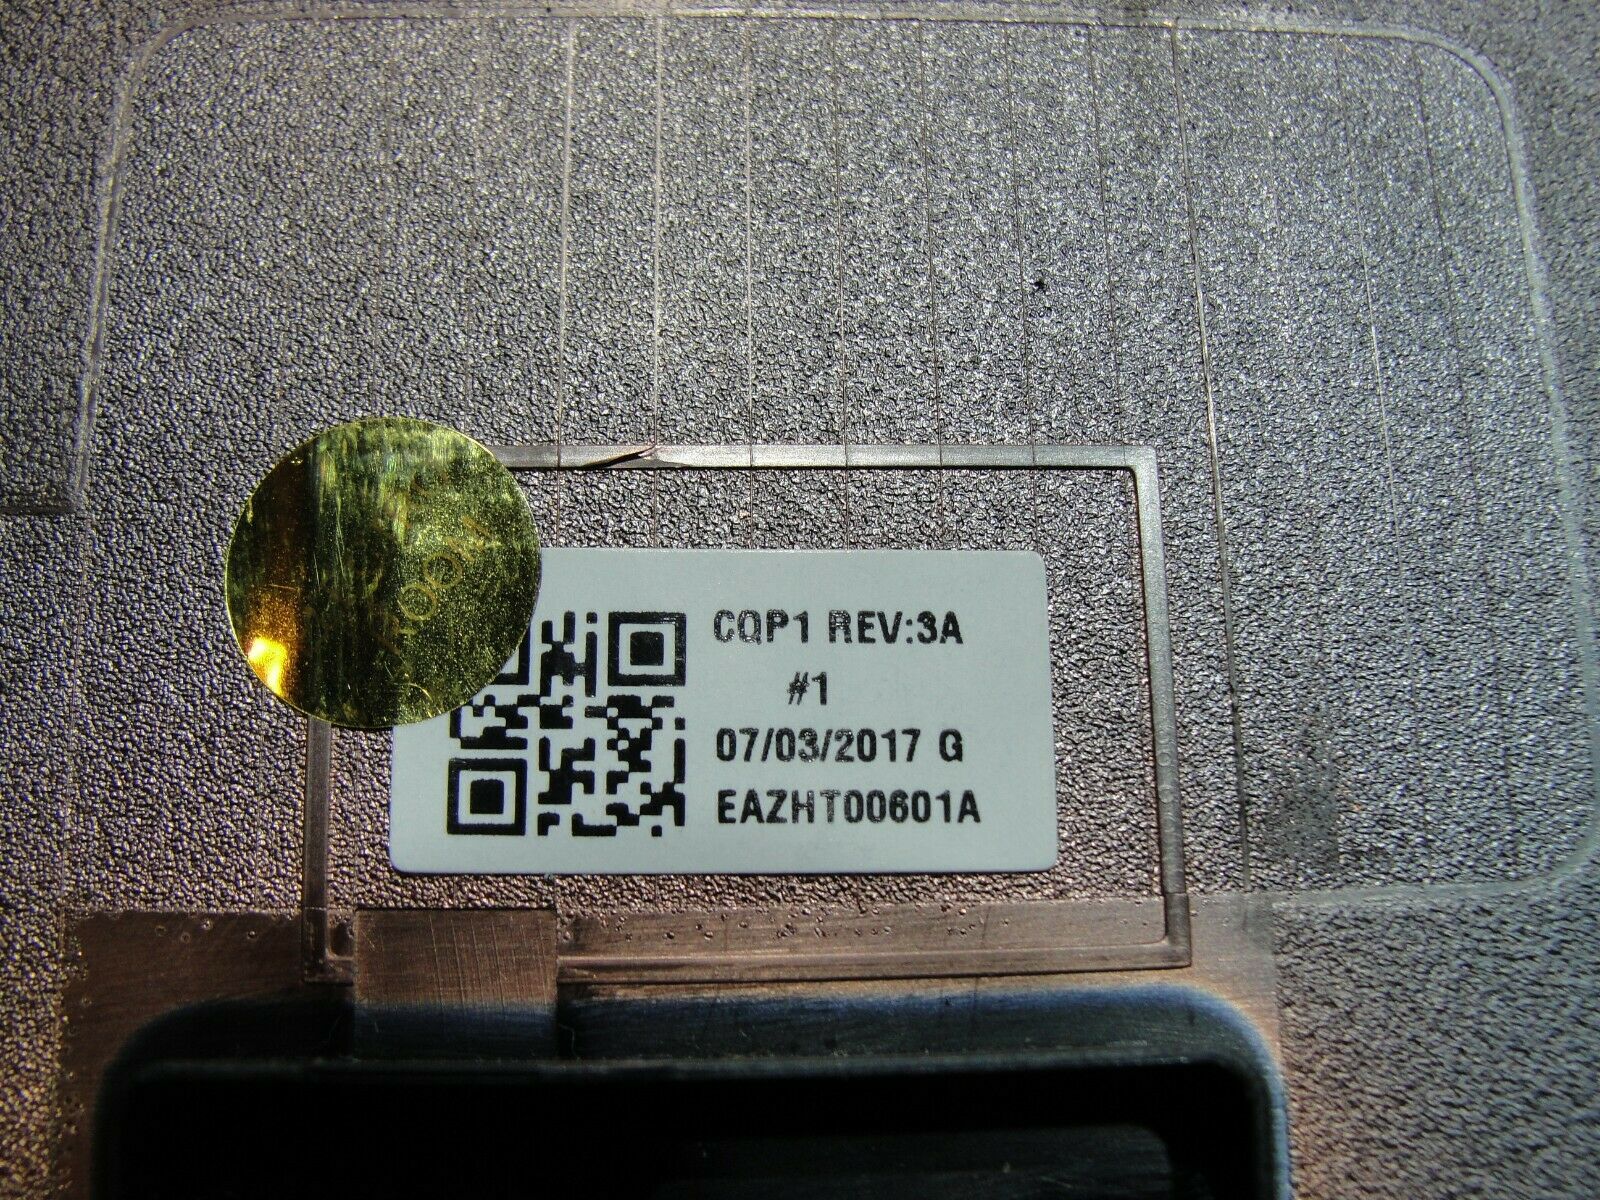 CQP1 REV:3A
#1
07/03/2017 G
EAZHT00601A